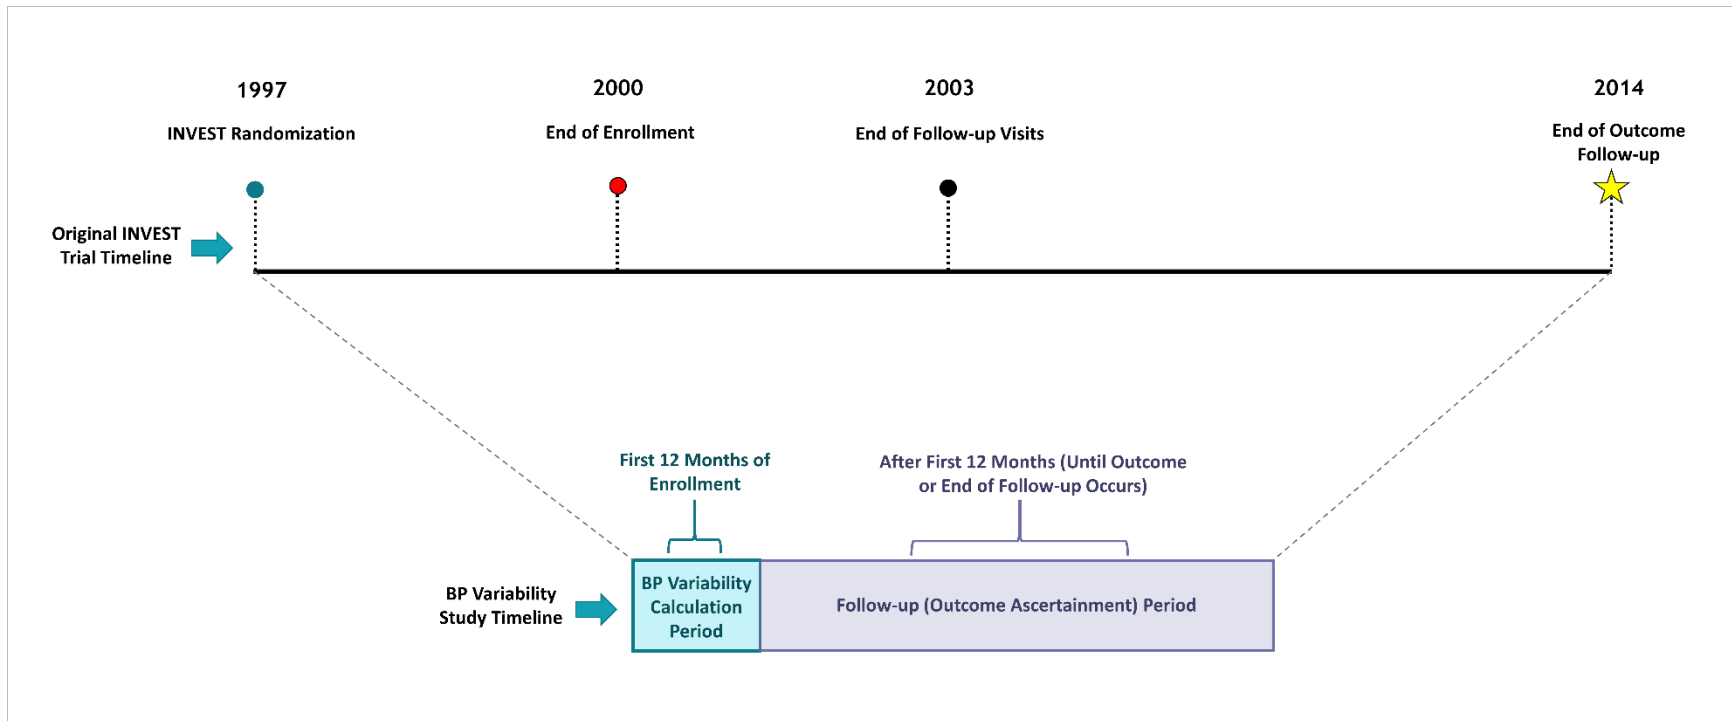 1997
INVEST Randomization
2000
End of Enrollment
2003
End of Follow-up Visits
2014
End of Outcome
Follow-up
Original INVEST
Trial Timeline
First 12 Months of
Enrollment
After First 12 Months (Until Outcome
or End of Follow-up Occurs)
BP Variability
Study Timeline
BP Variability
Calculation
Period
Follow-up (Outcome Ascertainment) Period